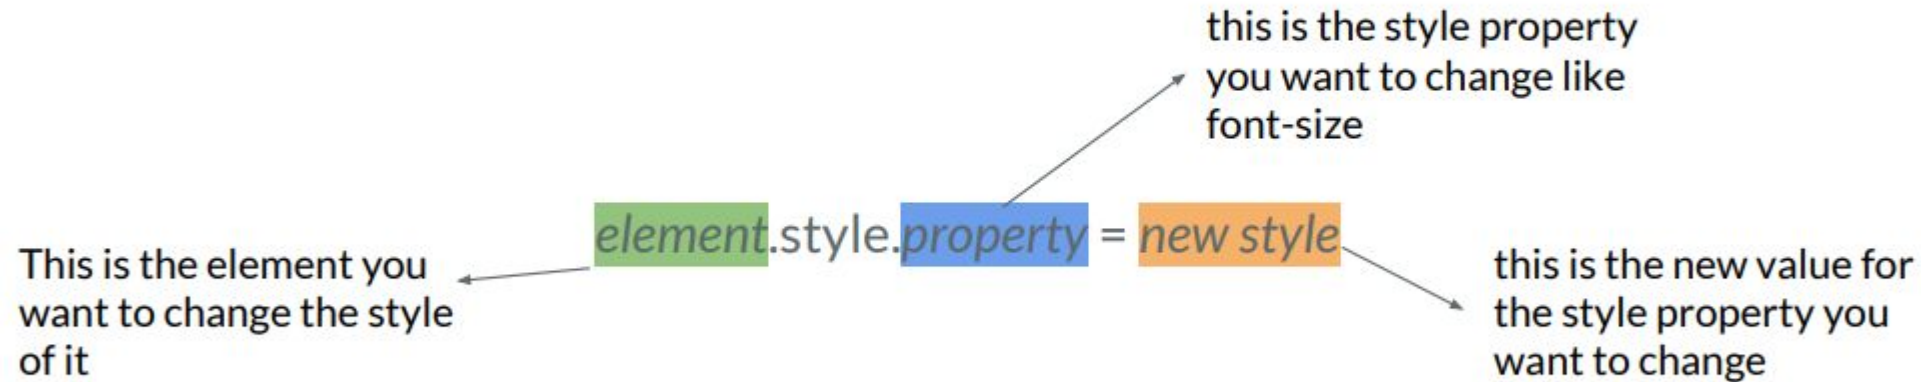 this is the style property
you want to change like
font-size
element.style.property = new style
This is the element you
want to change the style
of it
this is the new value for
the style property you
want to change